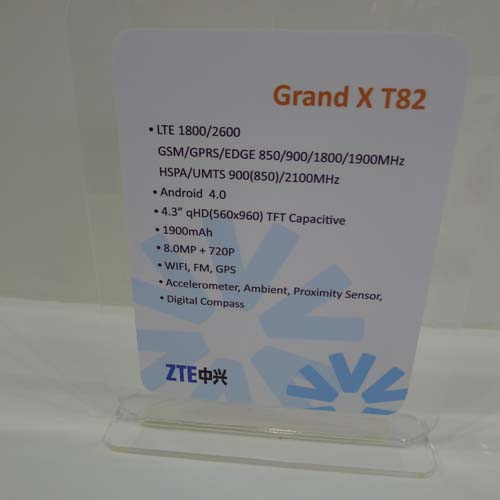 Grand X T82
• LTE 1800/2600
GSM/GPRS/EDGE 850/900/1800/1900MHz
HSPA/UMTS 900(850)/2100MHz
• Android 4.0
• 4.3" qHD(560x960) TFT Capacitive
• 1900mAh
• 8.0MP + 720P
• WIFI, FM, GPS
• Accelerometer, Ambient, Proximity Sensor,
• Digital Compass
ZTE中兴